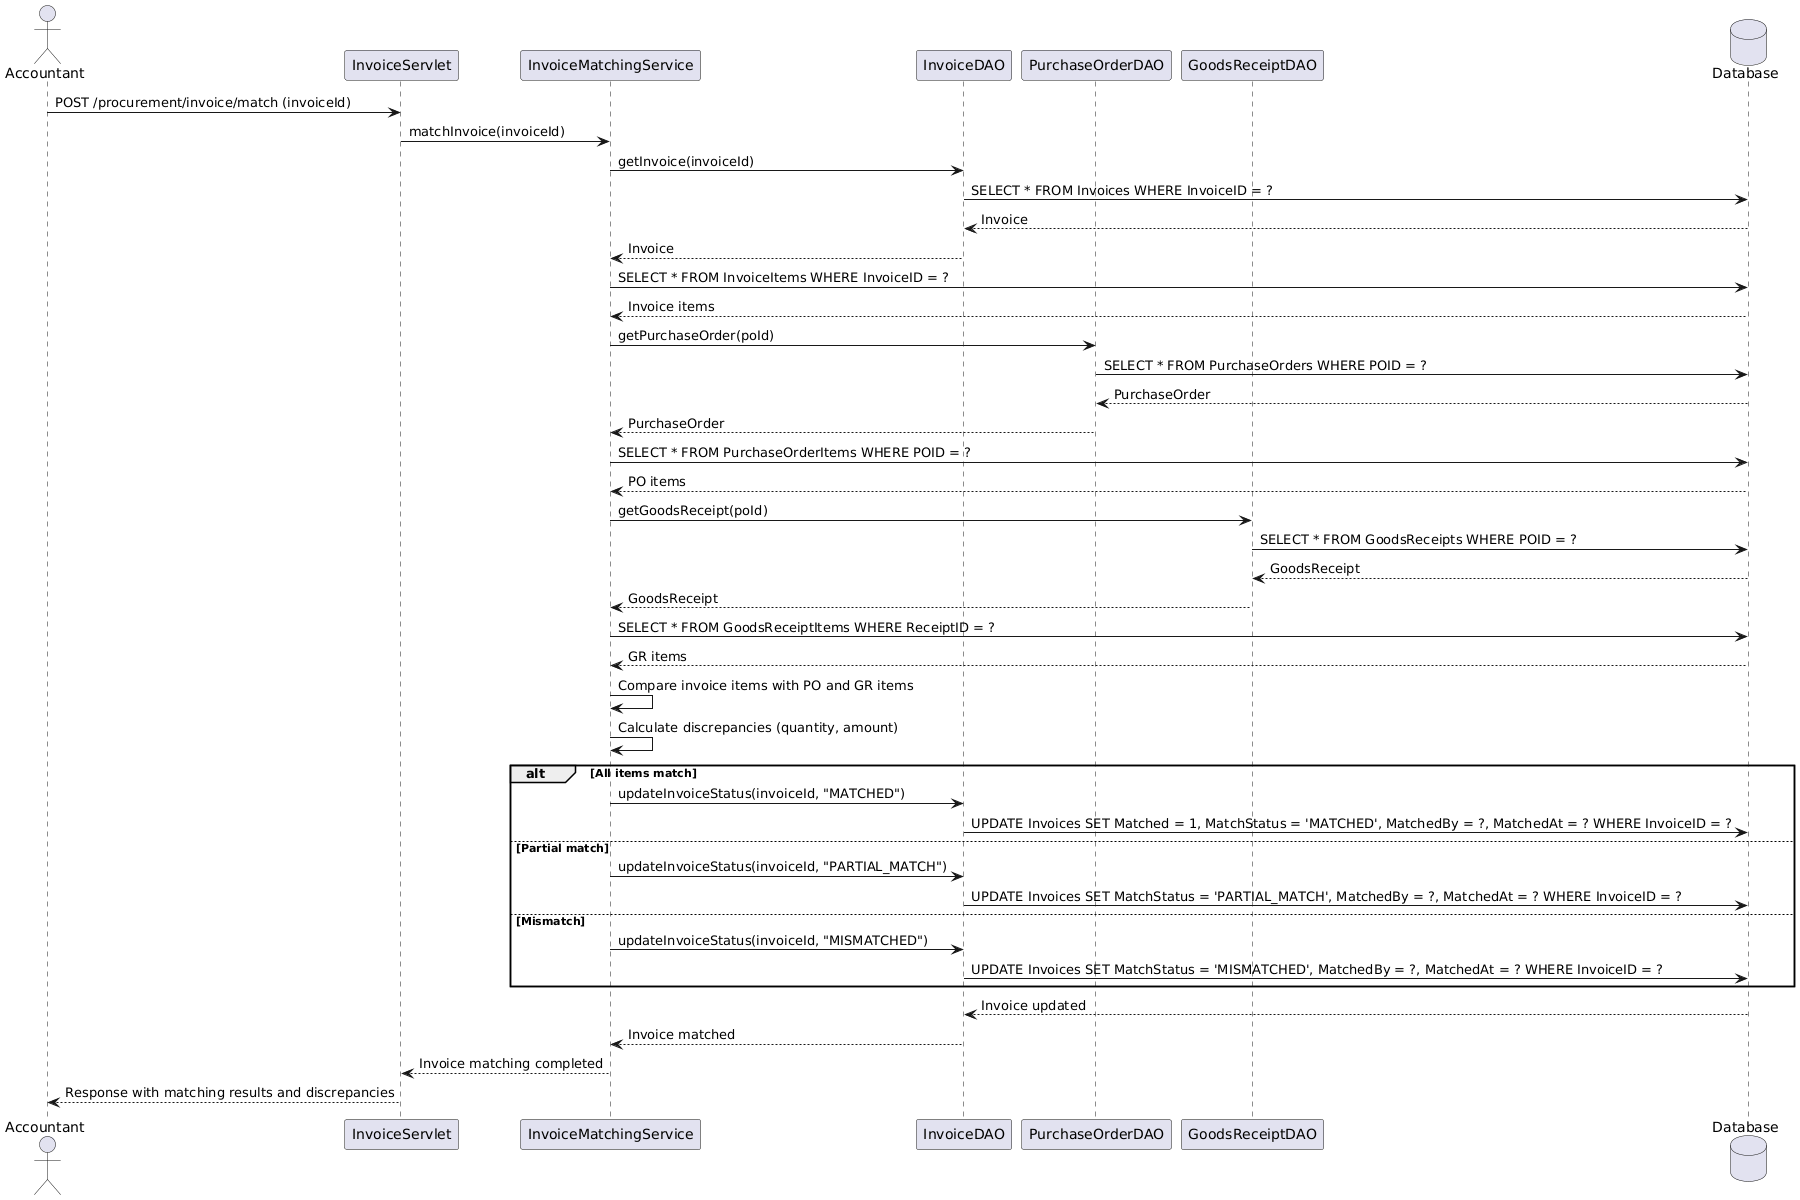 Accountant
InvoiceServlet
InvoiceMatchingService
InvoiceDAO
PurchaseOrderDAO
GoodsReceiptDAO
Database
POST /procurement/invoice/match (invoiceId)
matchInvoice(invoiceId)
getInvoice(invoiceId)
SELECT * FROM Invoices WHERE InvoiceID = ?
Invoice
Invoice
SELECT * FROM InvoiceItems WHERE InvoiceID = ?
Invoice items
getPurchaseOrder(poId)
SELECT * FROM PurchaseOrders WHERE POID = ?
PurchaseOrder
PurchaseOrder
SELECT * FROM PurchaseOrderItems WHERE POID = ?
PO items
getGoodsReceipt(poId)
SELECT * FROM GoodsReceipts WHERE POID = ?
GoodsReceipt
GoodsReceipt
SELECT * FROM GoodsReceiptItems WHERE ReceiptID = ?
GR items
Compare invoice items with PO and GR items
Calculate discrepancies (quantity, amount)
alt [All items match]
updateInvoiceStatus(invoiceId, "MATCHED")
UPDATE Invoices SET Matched = 1, MatchStatus = 'MATCHED', MatchedBy = ?, MatchedAt = ? WHERE InvoiceID = ?
[Partial match]
updateInvoiceStatus(invoiceId, "PARTIAL_MATCH")
UPDATE Invoices SET MatchStatus = 'PARTIAL_MATCH', MatchedBy = ?, MatchedAt = ? WHERE InvoiceID = ?
[Mismatch]
updateInvoiceStatus(invoiceId, "MISMATCHED")
UPDATE Invoices SET MatchStatus = 'MISMATCHED', MatchedBy = ?, MatchedAt = ? WHERE InvoiceID = ?
Invoice updated
Invoice matched
Invoice matching completed
Response with matching results and discrepancies
Accountant
InvoiceServlet
InvoiceMatchingService
InvoiceDAO
PurchaseOrderDAO
GoodsReceiptDAO
Database